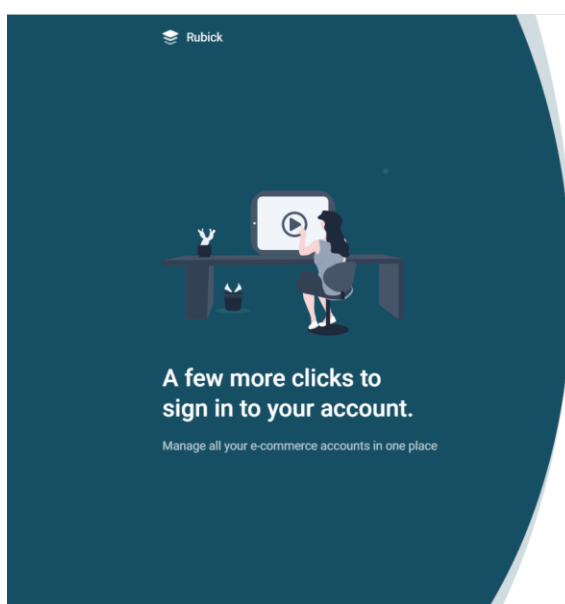 Rubick
A few more clicks to
sign in to your account.
Manage all your e-commerce accounts in one place